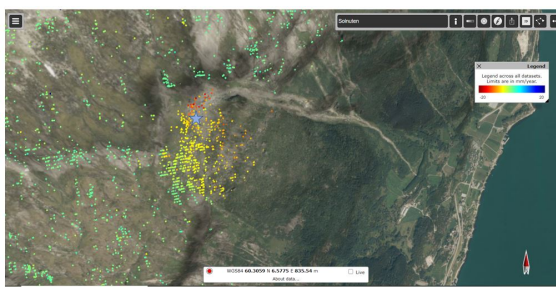 Soinuten
Legend
Legend across all datasets.
Limits are in mm/year.
-20 20
WGS84 60.3059 N 6.5775 E 835.54 m
Live
About data...